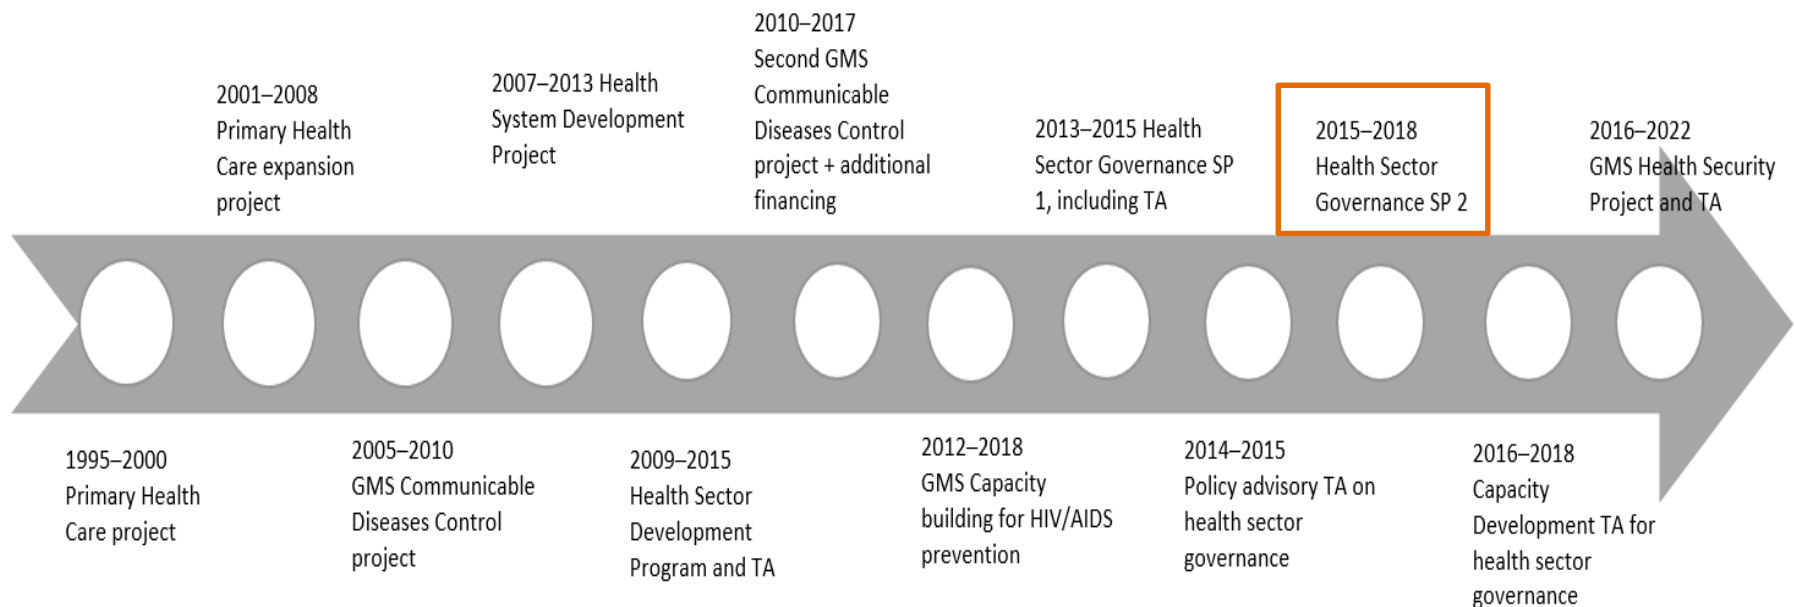 2010–2017
Second GMS
Communicable
Diseases Control
project + additional
financing
2001–2008
Primary Health
Care expansion
project
2007–2013 Health
System Development
Project
2013–2015 Health
Sector Governance SP
1, including TA
2015–2018
Health Sector
Governance SP 2
2016–2022
GMS Health Security
Project and TA
1995–2000
Primary Health
Care project
2005–2010
GMS Communicable
Diseases Control
project
2009–2015
Health Sector
Development
Program and TA
2012–2018
GMS Capacity
building for HIV/AIDS
prevention
2014–2015
Policy advisory TA on
health sector
governance
2016–2018
Capacity
Development TA for
health sector
governance